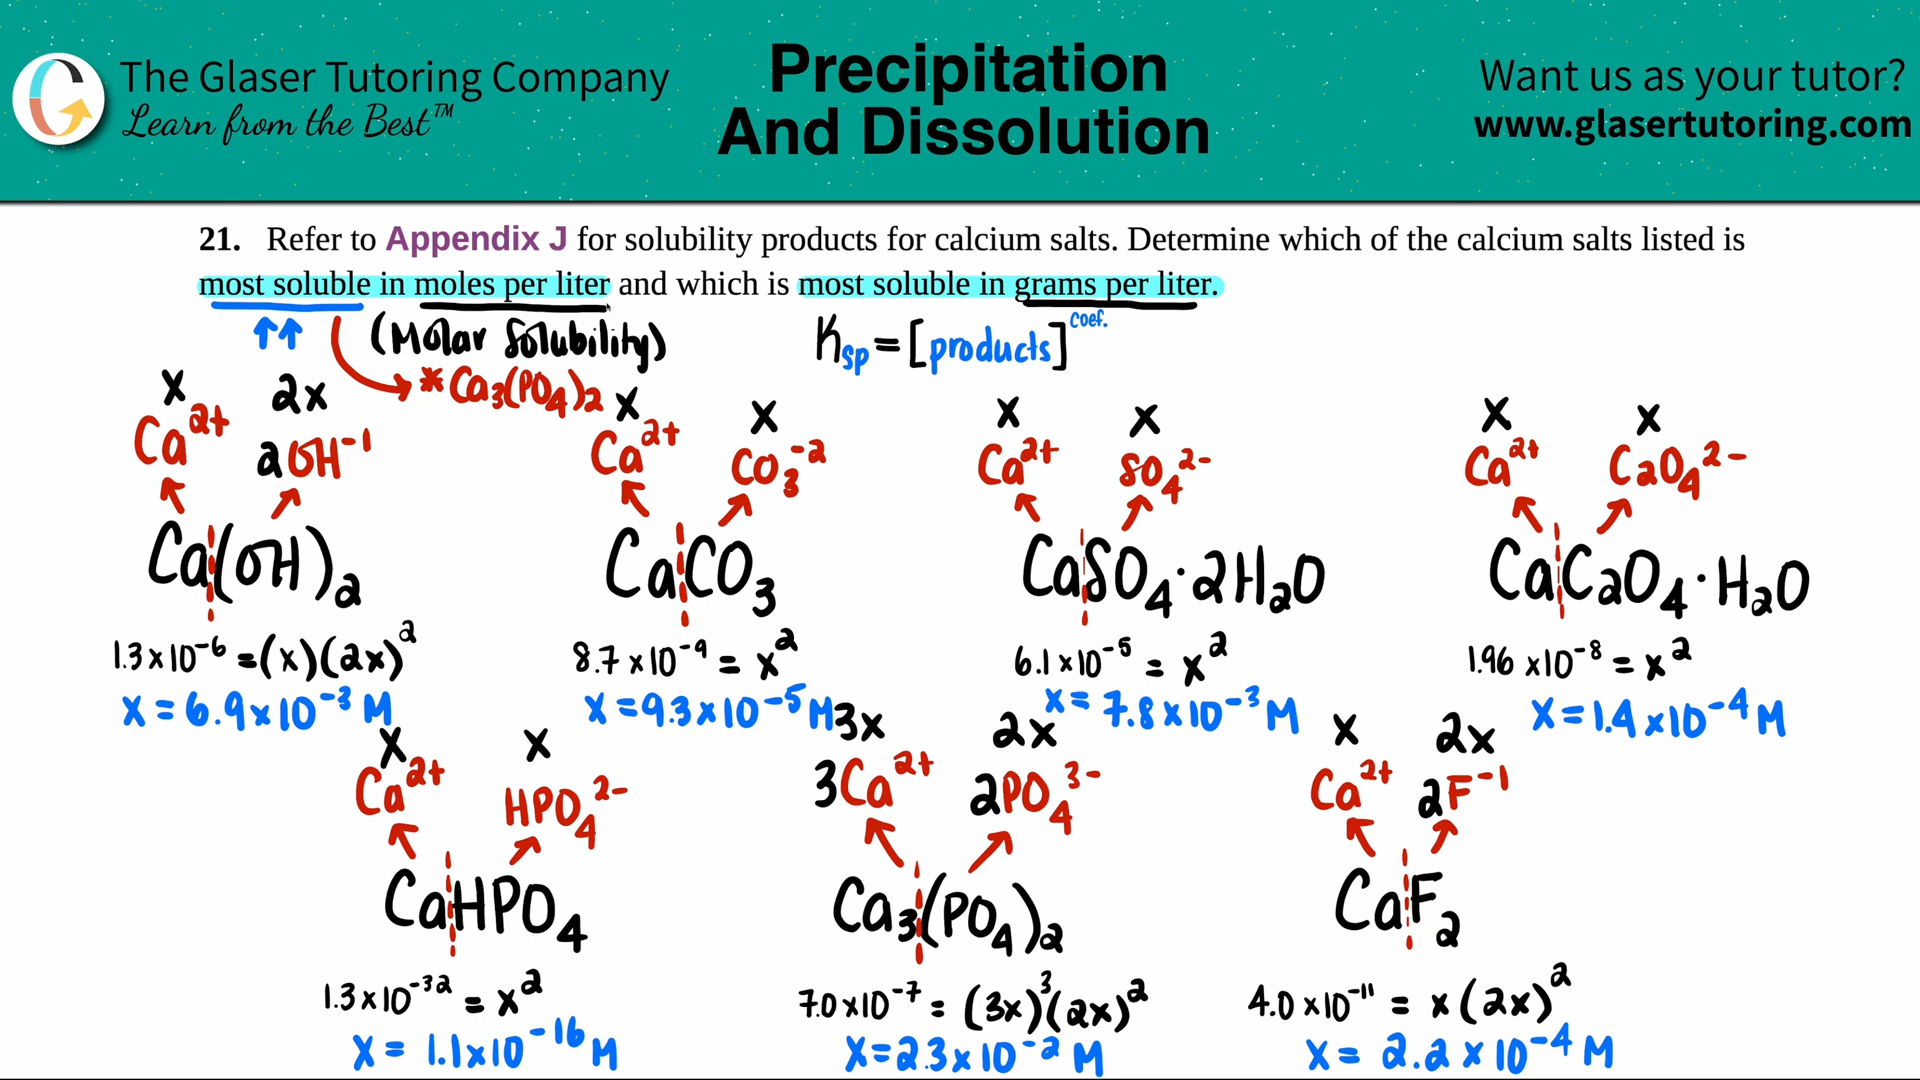 The Glaser Tutoring Company
Learn from the Best™
Precipitation
And Dissolution
Want us as your tutor?
www.glasertutoring.com
21. Refer to Appendix J for solubility products for calcium salts. Determine which of the calcium salts listed is
most soluble in moles per liter and which is most soluble in grams per liter.
↑↑ (Molar Solubility)
* Ca₃(PO₄)₂
Ksp = [products]^coef.
x 2x
Ca²⁺ 2OH⁻¹
Ca(OH)₂
1.3×10⁻⁶ = (x)(2x)²
x = 6.9×10⁻³ M
x x
Ca²⁺ CO₃⁻²
CaCO₃
8.7×10⁻⁹ = x²
x = 9.3×10⁻⁵ M
x x
Ca²⁺ SO₄²⁻
CaSO₄·2H₂O
6.1×10⁻⁵ = x²
x = 7.8×10⁻³ M
x x
Ca²⁺ C₂O₄²⁻
CaC₂O₄·H₂O
1.96×10⁻⁸ = x²
x = 1.4×10⁻⁴ M
x x
Ca²⁺ HPO₄²⁻
CaHPO₄
1.3×10⁻³² = x²
x = 1.1×10⁻¹⁶ M
3x 2x
3Ca²⁺ 2PO₄³⁻
Ca₃(PO₄)₂
7.0×10⁻⁷ = (3x)³(2x)²
x = 2.3×10⁻² M
x 2x
Ca²⁺ 2F⁻¹
CaF₂
4.0×10⁻¹¹ = x(2x)²
x = 2.2×10⁻⁴ M